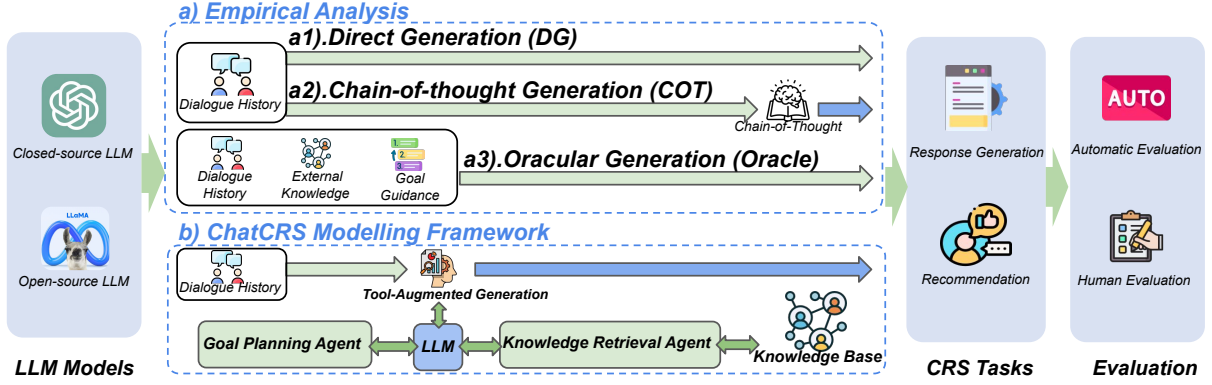 a) Empirical Analysis
a1).Direct Generation (DG)
Dialogue History
a2).Chain-of-thought Generation (COT)
Chain-of-Thought
a3).Oracular Generation (Oracle)
Dialogue
History
External
Knowledge
1
2
3
Goal
Guidance
Closed-source LLM
LLaMA
Open-source LLM
LLM Models
b) ChatCRS Modelling Framework
Dialogue History
Tool-Augmented Generation
Goal Planning Agent
LLM
Knowledge Retrieval Agent
Knowledge Base
Response Generation
Recommendation
CRS Tasks
AUTO
Automatic Evaluation
Human Evaluation
Evaluation